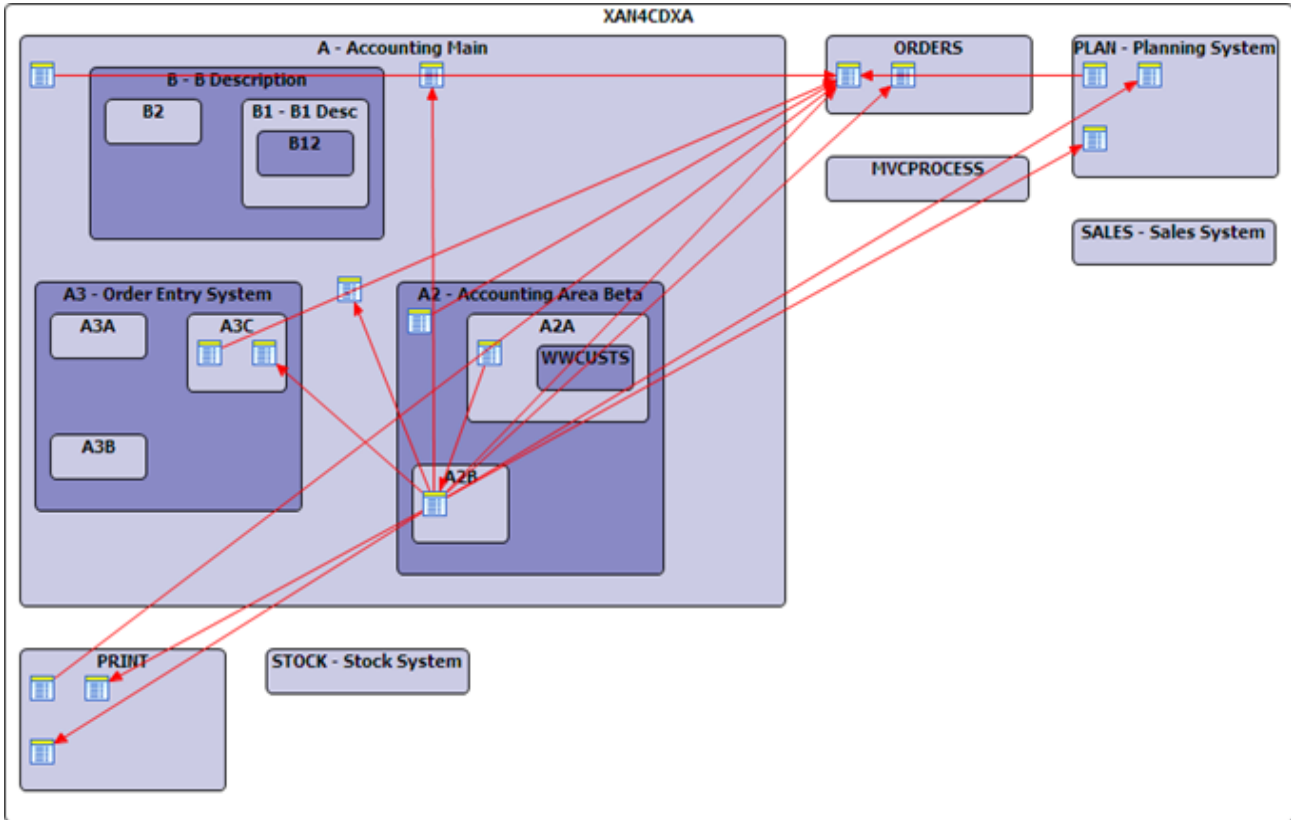 XAN4CDXA
A - Accounting Main
ORDERS
PLAN - Planning System
B - B Description
B2
B1 - B1 Desc
B12
MVCPROCESS
SALES - Sales System
A3 - Order Entry System
A2 - Accounting Area Beta
A3A
A3C
A2A
WWCUSTS
A3B
A2B
PRINT
STOCK - Stock System